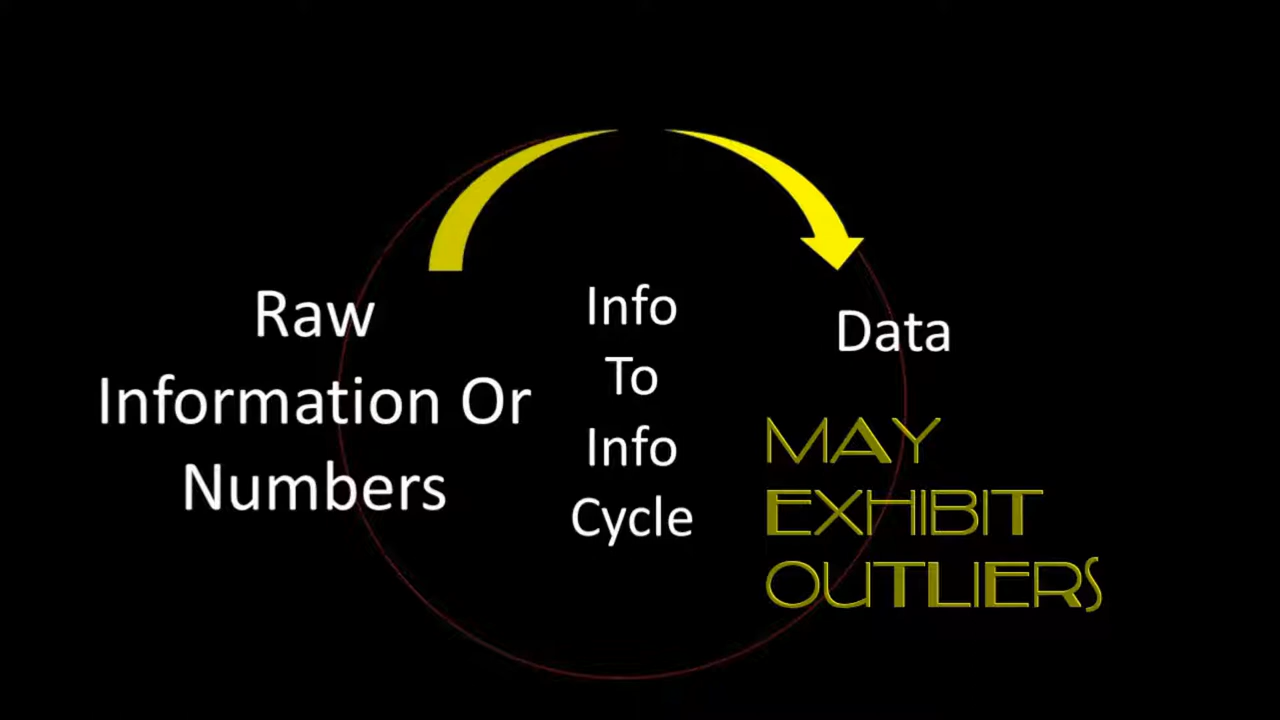 Raw
Information Or
Numbers
Info
To
Info
Cycle
Data
MAY
EXHIBIT
OUTLIERS